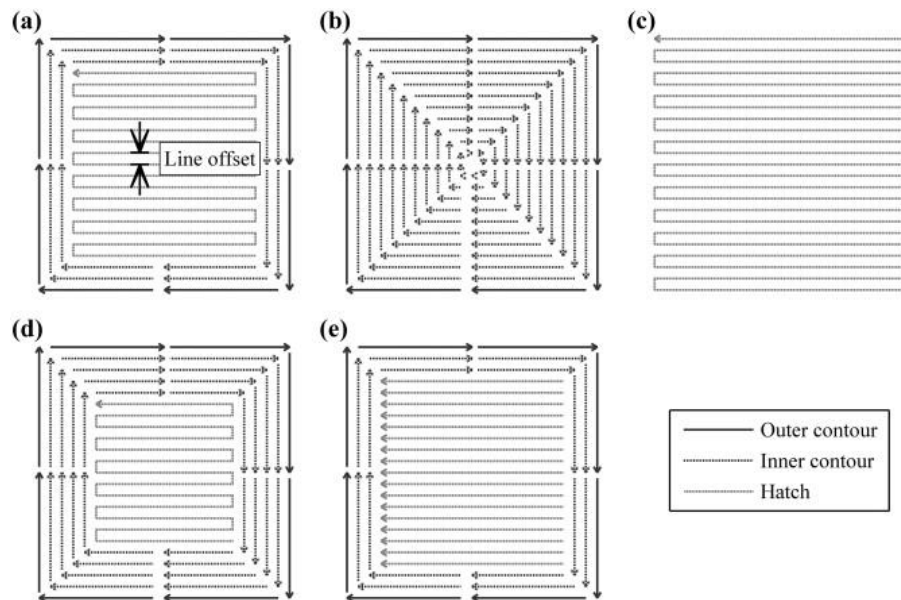 (a)
(b)
(c)
Line offset
(d)
(e)
Outer contour
Inner contour
Hatch